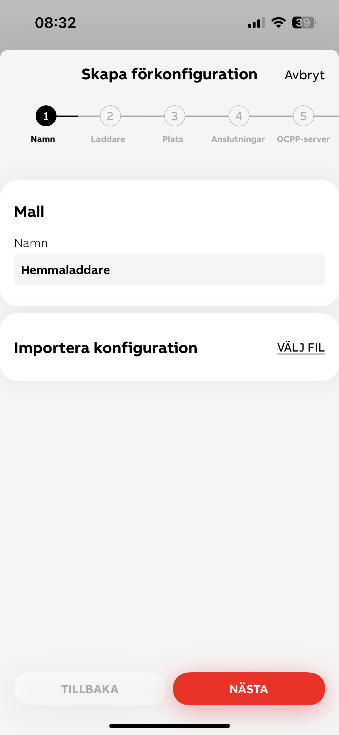 08:32
39
Skapa förkonfiguration
Avbryt
1
2
3
4
5
Namn
Laddare
Plats
Anslutningar
OCPP-server
Mall
Namn
Hemmaladdare
Importera konfiguration
VÄLJ FIL
TILLBAKA
NÄSTA